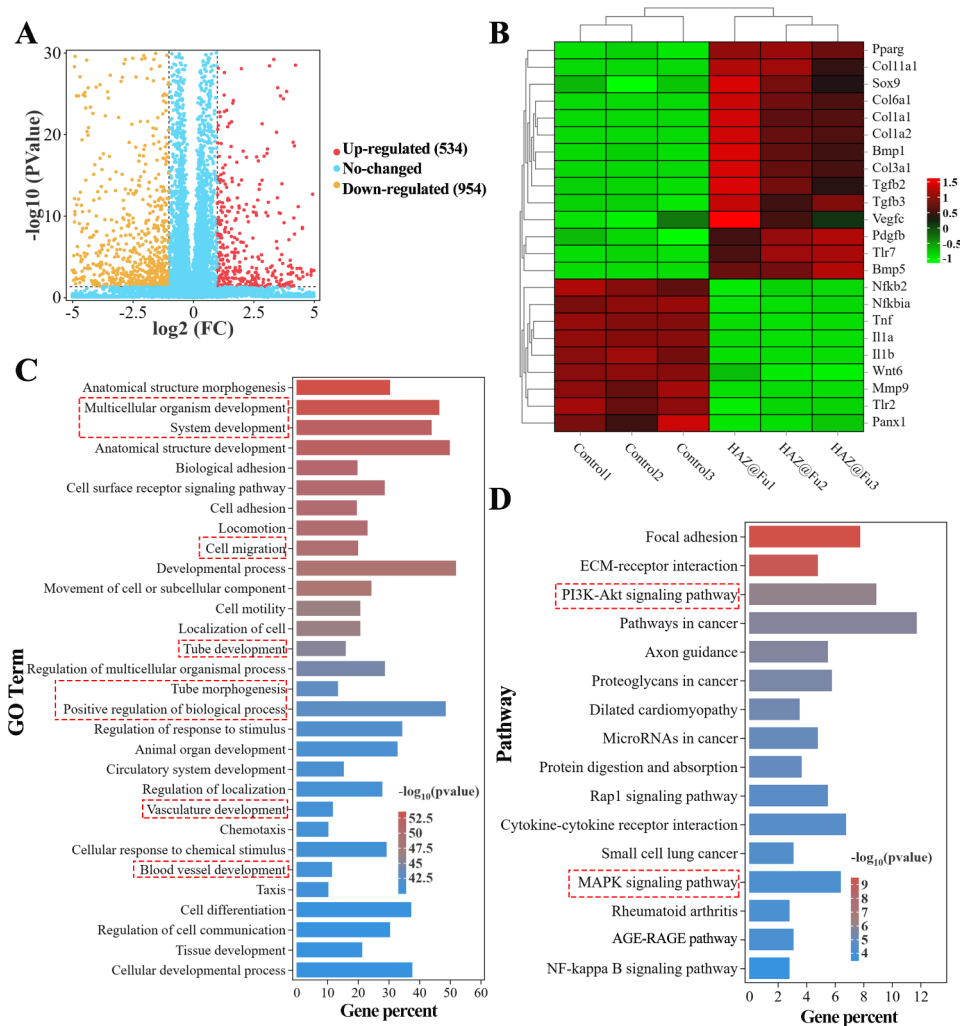 A
-log10 (PValue)
30
20
10
0
-5.0
-2.5
0
2.5
5
log2 (FC)
Up-regulated (534)
No-changed
Down-regulated (954)
B
Pparg
Col11a1
Sox9
Col6a1
Col1a1
Col1a2
Bmp1
Col3a1
Tgfb2
Tgfb3
Vegfc
Pdgfb
Tlr7
Bmp5
Nfkb2
Nfkbia
Tnf
Il1a
Il1b
Wnt6
Mmp9
Tlr2
Panx1
1.5
1
0.5
0
-0.5
-1
Control1
Control2
Control3
HAZ@Fu1
HAZ@Fu2
HAZ@Fu3
C
GO Term
Anatomical structure morphogenesis
Multicellular organism development
System development
Anatomical structure development
Biological adhesion
Cell surface receptor signaling pathway
Cell adhesion
Locomotion
Cell migration
Developmental process
Movement of cell or subcellular component
Cell motility
Localization of cell
Tube development
Regulation of multicellular organismal process
Tube morphogenesis
Positive regulation of biological process
Regulation of response to stimulus
Animal organ development
Circulatory system development
Regulation of localization
Vasculature development
Chemotaxis
Cellular response to chemical stimulus
Blood vessel development
Taxis
Cell differentiation
Regulation of cell communication
Tissue development
Cellular developmental process
-log10(pvalue)
52.5
50
47.5
45
42.5
0
10
20
30
40
50
60
Gene percent
D
Pathway
Focal adhesion
ECM-receptor interaction
PI3K-Akt signaling pathway
Pathways in cancer
Axon guidance
Proteoglycans in cancer
Dilated cardiomyopathy
MicroRNAs in cancer
Protein digestion and absorption
Rap1 signaling pathway
Cytokine-cytokine receptor interaction
Small cell lung cancer
MAPK signaling pathway
Rheumatoid arthritis
AGE-RAGE pathway
NF-kappa B signaling pathway
-log10(pvalue)
9
8
7
6
5
4
0
2
4
6
8
10
12
Gene percent